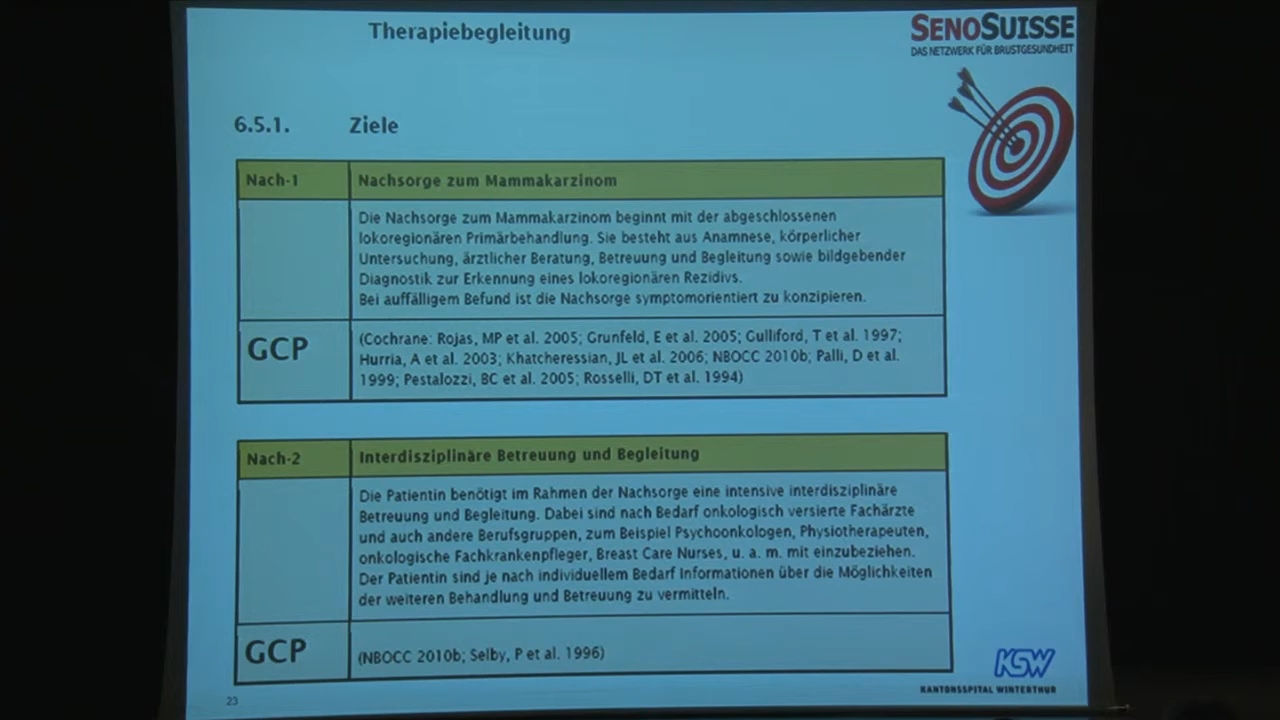 Therapiebegleitung
SENOSUISSE
DAS NETZWERK FÜR BRUSTGESUNDHEIT
6.5.1. Ziele
Nach-1 Nachsorge zum Mammakarzinom
Die Nachsorge zum Mammakarzinom beginnt mit der abgeschlossenen
lokoregionären Primärbehandlung. Sie besteht aus Anamnese, körperlicher
Untersuchung, ärztlicher Beratung, Betreuung und Begleitung sowie bildgebender
Diagnostik zur Erkennung eines lokoregionären Rezidivs.
Bei auffälligem Befund ist die Nachsorge symptomorientiert zu konzipieren.
GCP
(Cochrane: Rojas, MP et al. 2005; Grunfeld, E et al. 2005; Gulliford, T et al. 1997;
Hurria, A et al. 2003; Khatcheressian, JL et al. 2006; NBOCC 2010b; Palli, D et al.
1999; Pestalozzi, BC et al. 2005; Rosselli, DT et al. 1994)
Nach-2 Interdisziplinäre Betreuung und Begleitung
Die Patientin benötigt im Rahmen der Nachsorge eine intensive interdisziplinäre
Betreuung und Begleitung. Dabei sind nach Bedarf onkologisch versierte Fachärzte
und auch andere Berufsgruppen, zum Beispiel Psychoonkologen, Physiotherapeuten,
onkologische Fachkrankenpfleger, Breast Care Nurses, u. a. m. mit einzubeziehen.
Der Patientin sind je nach individuellem Bedarf Informationen über die Möglichkeiten
der weiteren Behandlung und Betreuung zu vermitteln.
GCP (NBOCC 2010b; Selby, P et al. 1996)
KSW
KANTONSSPITAL WINTERTHUR
23